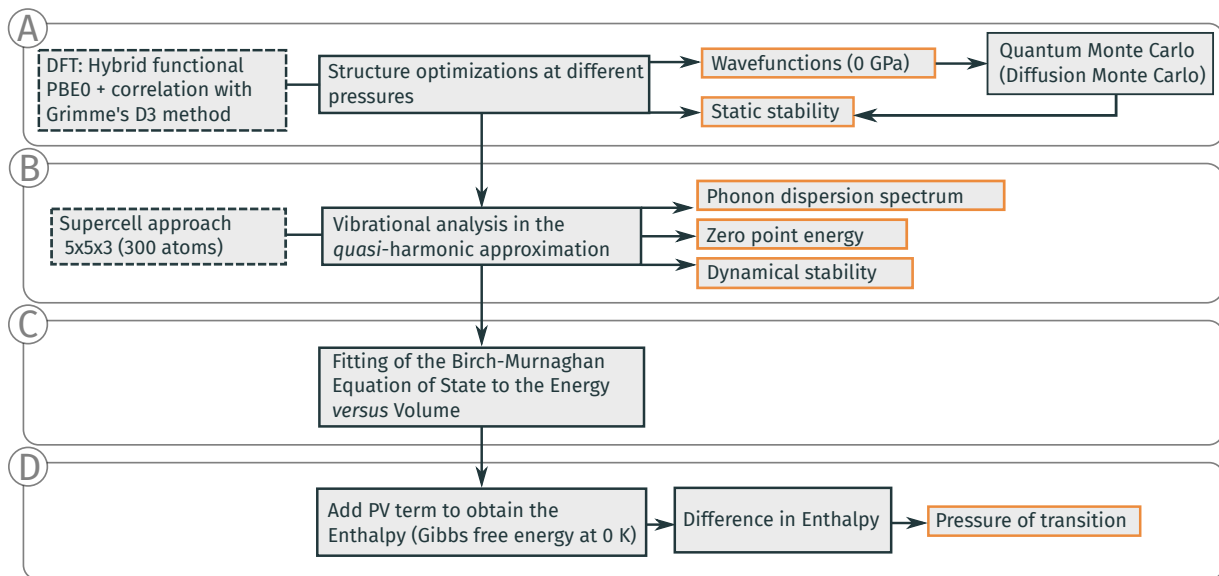 A
DFT: Hybrid functional
PBE0 + correlation with
Grimme's D3 method
Structure optimizations at different
pressures
Wavefunctions (0 GPa)
Static stability
Quantum Monte Carlo
(Diffusion Monte Carlo)
B
Supercell approach
5x5x3 (300 atoms)
Vibrational analysis in the
quasi-harmonic approximation
Phonon dispersion spectrum
Zero point energy
Dynamical stability
C
Fitting of the Birch-Murnaghan
Equation of State to the Energy
versus Volume
D
Add PV term to obtain the
Enthalpy (Gibbs free energy at 0 K)
Difference in Enthalpy
Pressure of transition